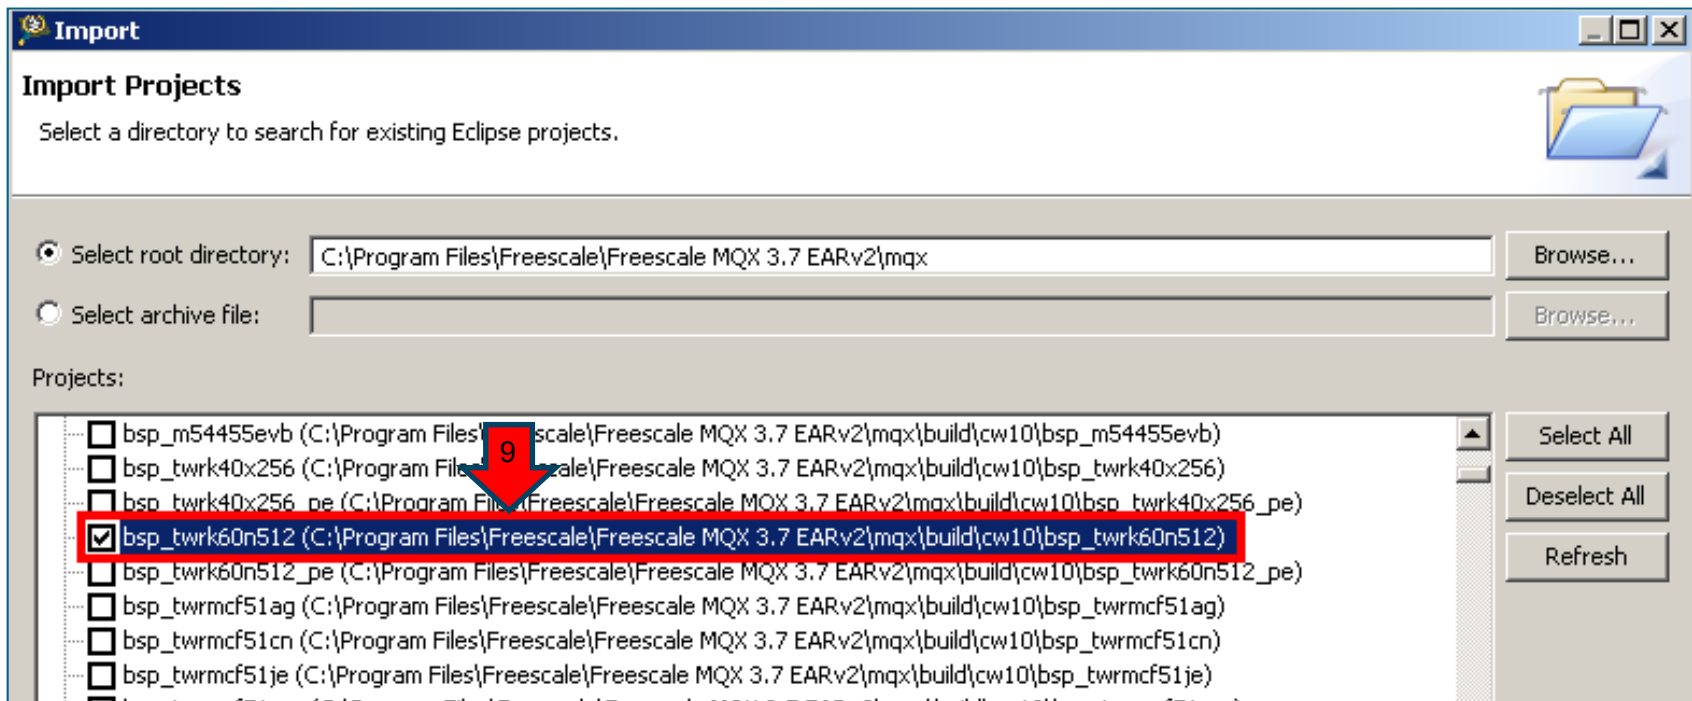 Import
Import Projects
Select a directory to search for existing Eclipse projects.
Select root directory: C:\Program Files\Freescale\Freescale MQX 3.7 EARv2\mqx Browse...
Select archive file: Browse...
Projects:
bsp_m54455evb (C:\Program Files\ scale\Freescale MQX 3.7 EARv2\mqx\build\cw10\bsp_m54455evb) Select All
9
bsp_twrk40x256 (C:\Program Files cale\Freescale MQX 3.7 EARv2\mqx\build\cw10\bsp_twrk40x256)
bsp_twrk40x256_pe (C:\Program Files\Freescale\Freescale MQX 3.7 EARv2\mqx\build\cw10\bsp_twrk40x256_pe) Deselect All
bsp_twrk60n512 (C:\Program Files\Freescale\Freescale MQX 3.7 EARv2\mqx\build\cw10\bsp_twrk60n512)
Refresh
bsp_twrk60n512_pe (C:\Program Files\Freescale\Freescale MQX 3.7 EARv2\mqx\build\cw10\bsp_twrk60n512_pe)
bsp_twrmcf51ag (C:\Program Files\Freescale\Freescale MQX 3.7 EARv2\mqx\build\cw10\bsp_twrmcf51ag)
bsp_twrmcf51cn (C:\Program Files\Freescale\Freescale MQX 3.7 EARv2\mqx\build\cw10\bsp_twrmcf51cn)
bsp_twrmcf51je (C:\Program Files\Freescale\Freescale MQX 3.7 EARv2\mqx\build\cw10\bsp_twrmcf51je)